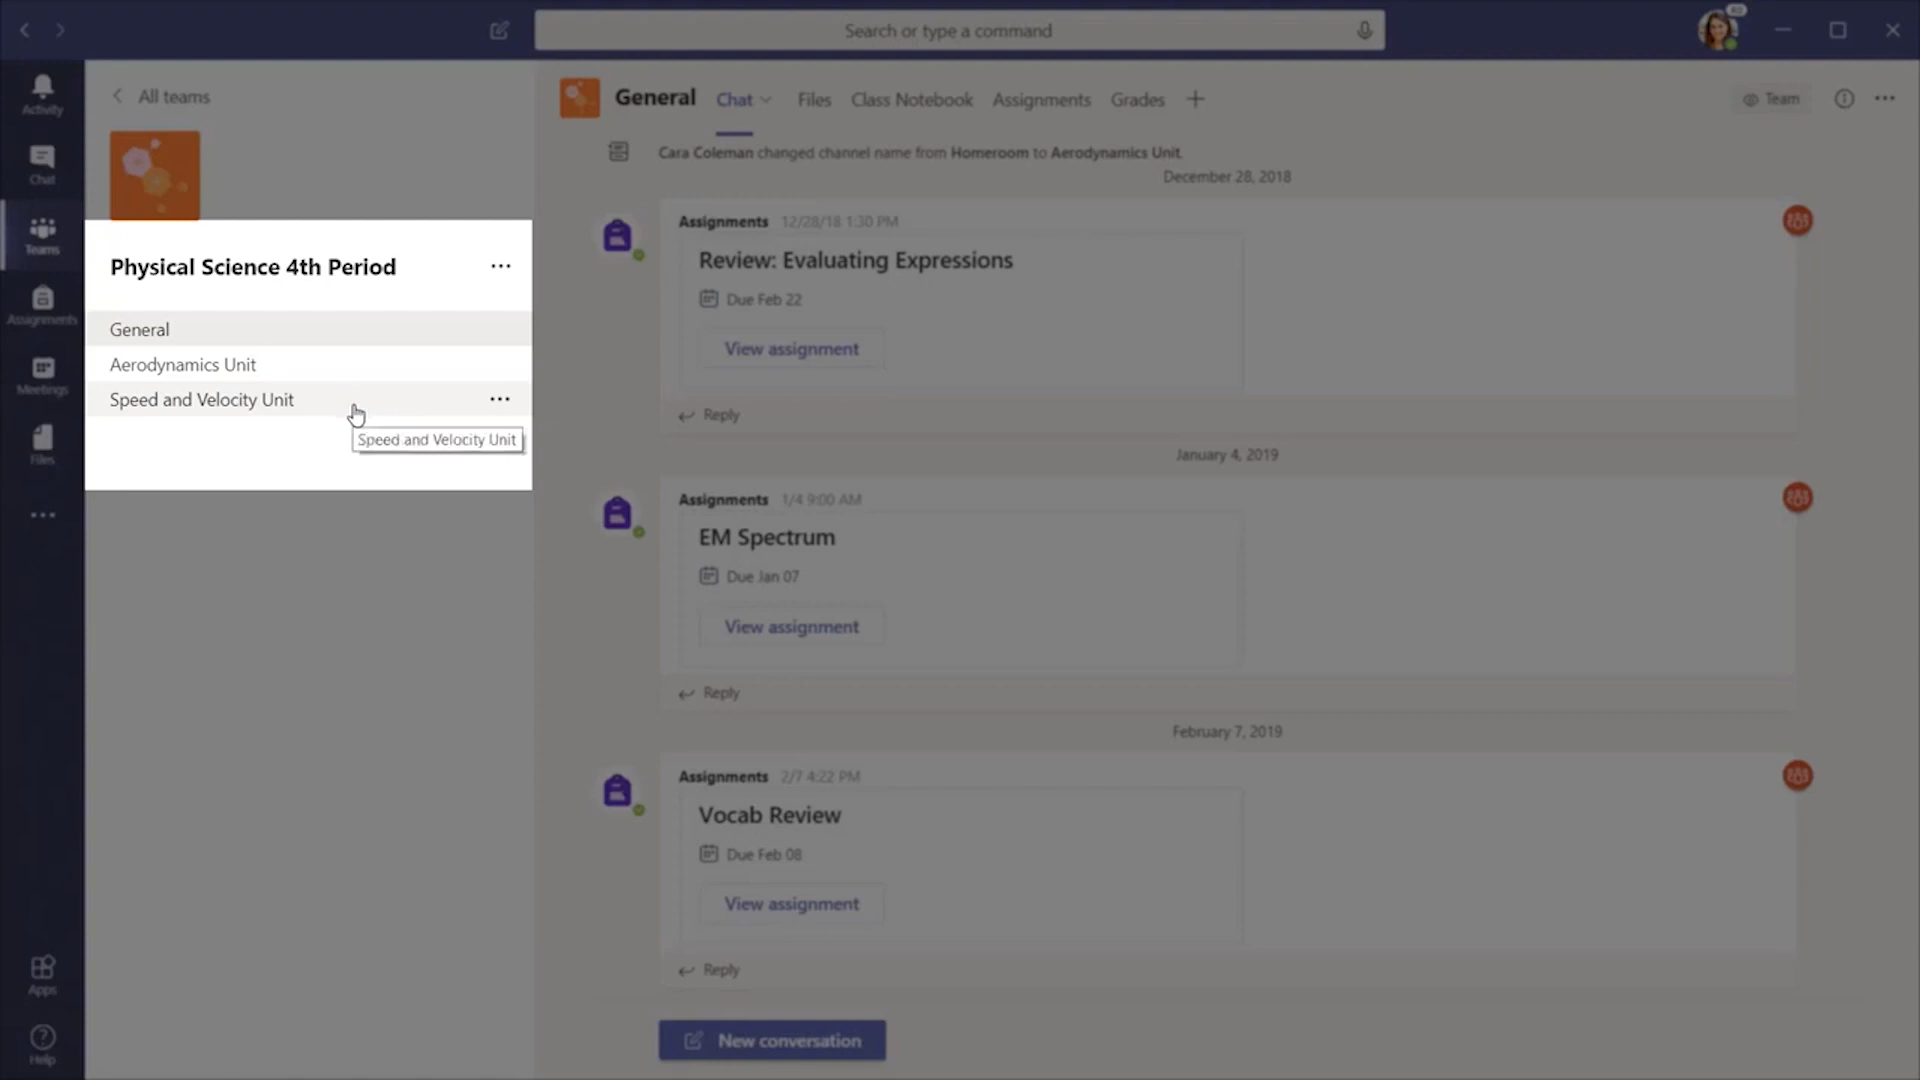 Search or type a command
Activity
Chat
Teams
Assignments
Meetings
Files
Apps
Help
All teams
Physical Science 4th Period
General
Aerodynamics Unit
Speed and Velocity Unit
Speed and Velocity Unit
General Chat Files Class Notebook Assignments Grades
Team
Cara Coleman changed channel name from Homeroom to Aerodynamics Unit.
December 28, 2018
Assignments 12/28/18 1:30 PM
Review: Evaluating Expressions
Due Feb 22
View assignment
Reply
January 4, 2019
Assignments 1/4 9:00 AM
EM Spectrum
Due Jan 07
View assignment
Reply
February 7, 2019
Assignments 2/7 4:22 PM
Vocab Review
Due Feb 08
View assignment
Reply
New conversation